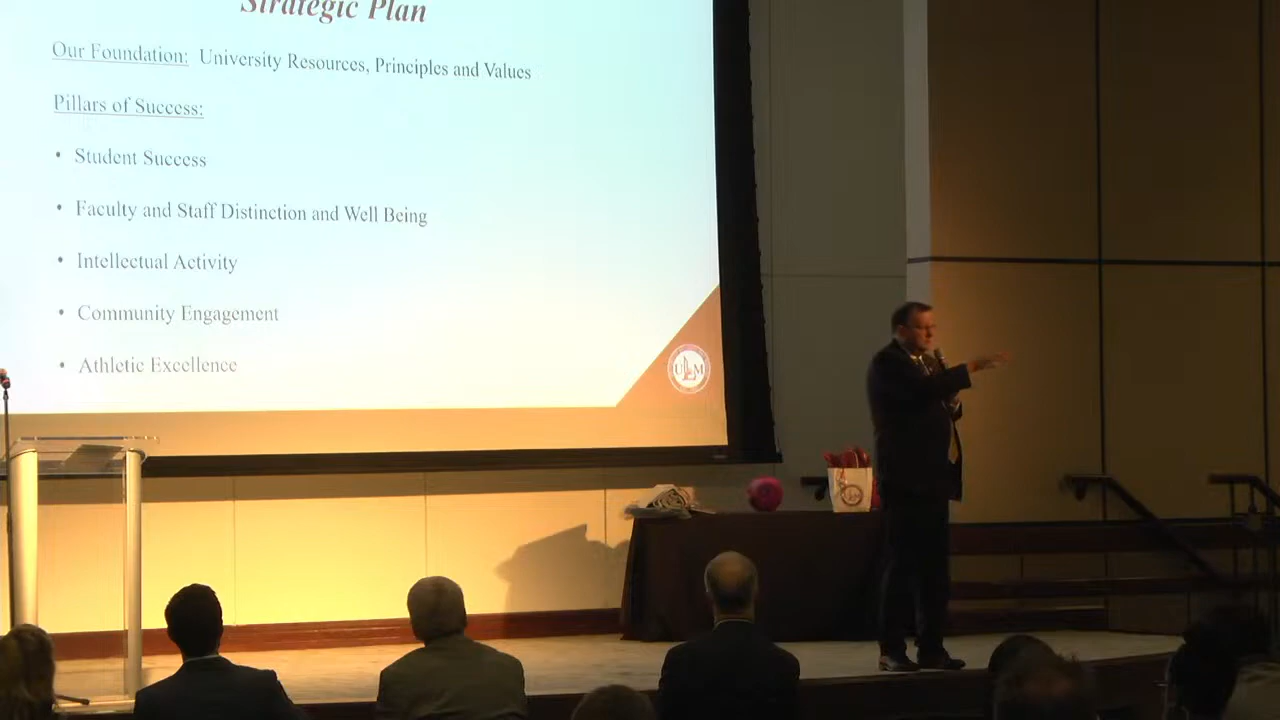 Strategic Plan
Our Foundation: University Resources, Principles and Values
Pillars of Success:
• Student Success
• Faculty and Staff Distinction and Well Being
• Intellectual Activity
• Community Engagement
• Athletic Excellence
ULM